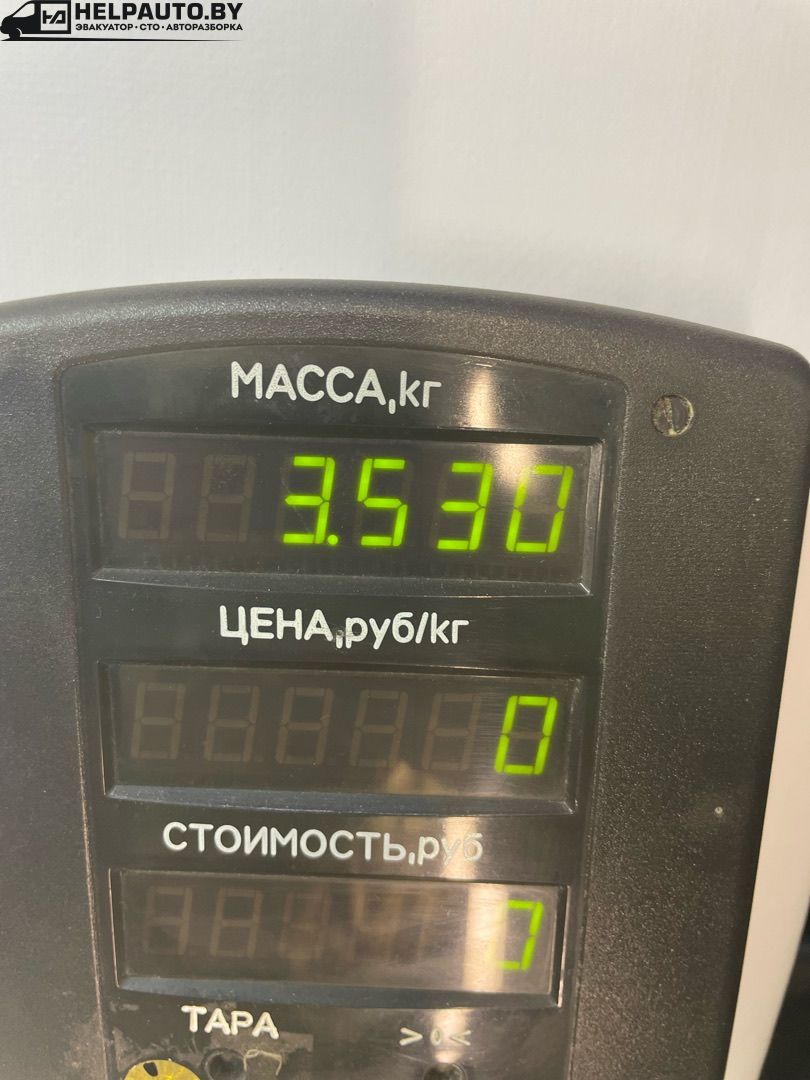 HELPAUTO.BY
ЭВАКУАТОР • СТО • АВТОРАЗБОРКА
МАССА,кг
3.530
ЦЕНА,руб/кг
0
СТОИМОСТЬ,руб
0
ТАРА
>0<